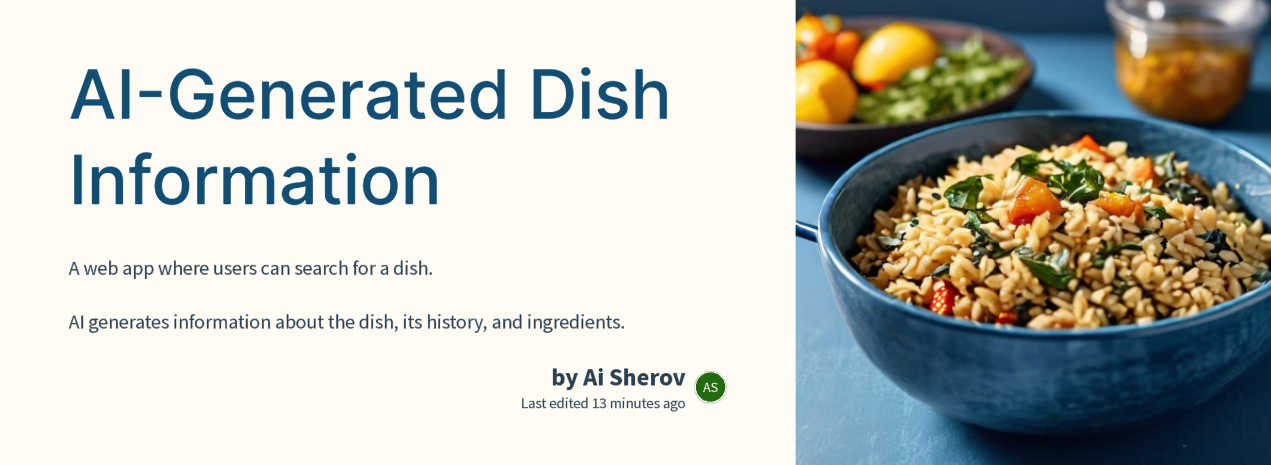 AI-Generated Dish
Information
A web app where users can search for a dish.
AI generates information about the dish, its history, and ingredients.
by Ai Sherov
AS
Last edited 13 minutes ago